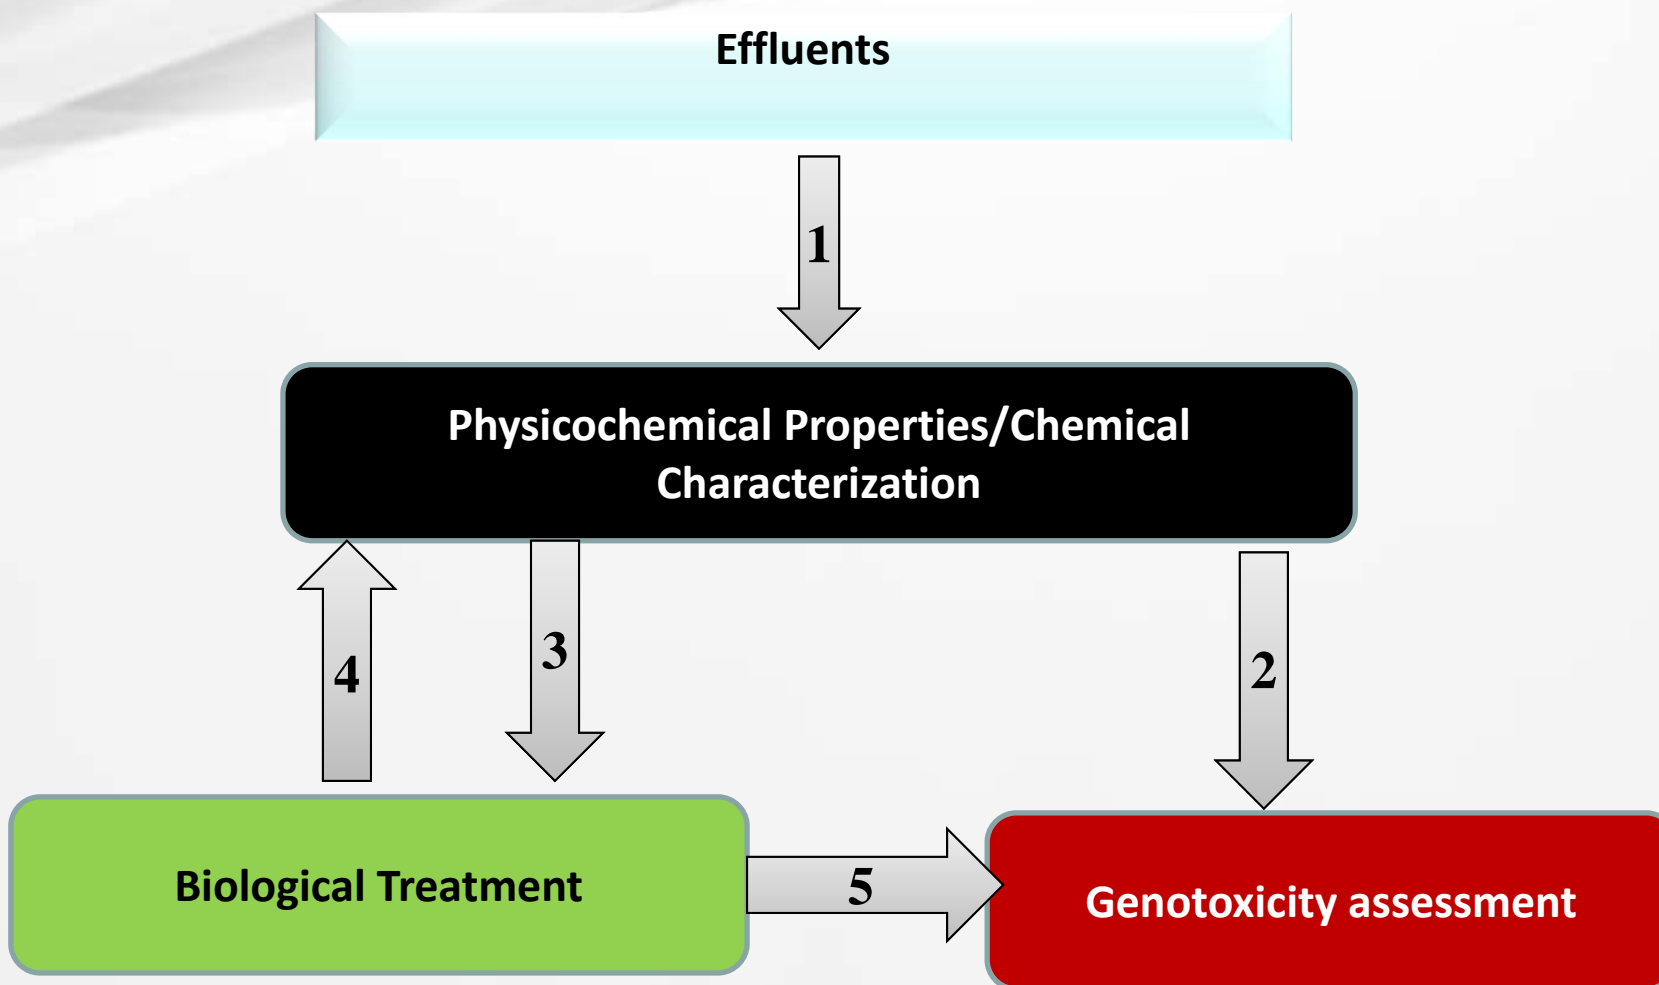 Effluents
1
Physicochemical Properties/Chemical
Characterization
4
3
2
Biological Treatment
5
Genotoxicity assessment